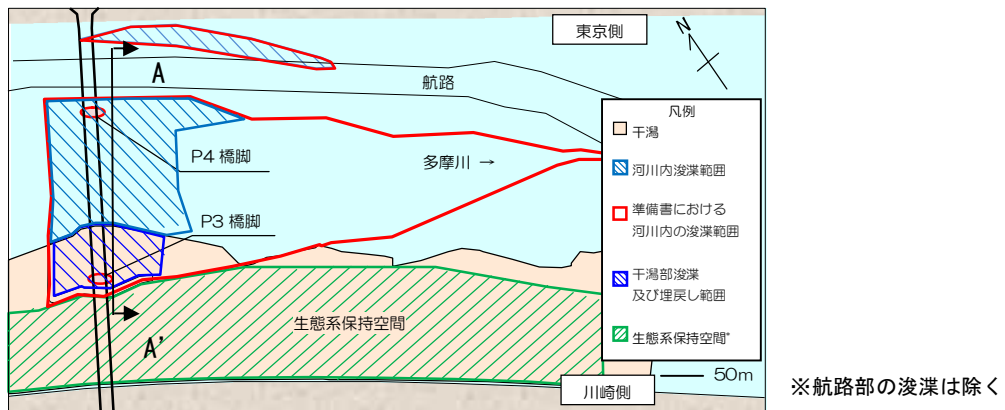 東京側
N
A
航路
凡例
干潟
P4 橋脚
多摩川 →
河川内浚渫範囲
P3 橋脚
準備書における
河川内の浚渫範囲
干潟部浚渫
及び埋戻し範囲
生態系保持空間
生態系保持空間*
A'
川崎側
50m
※航路部の浚渫は除く